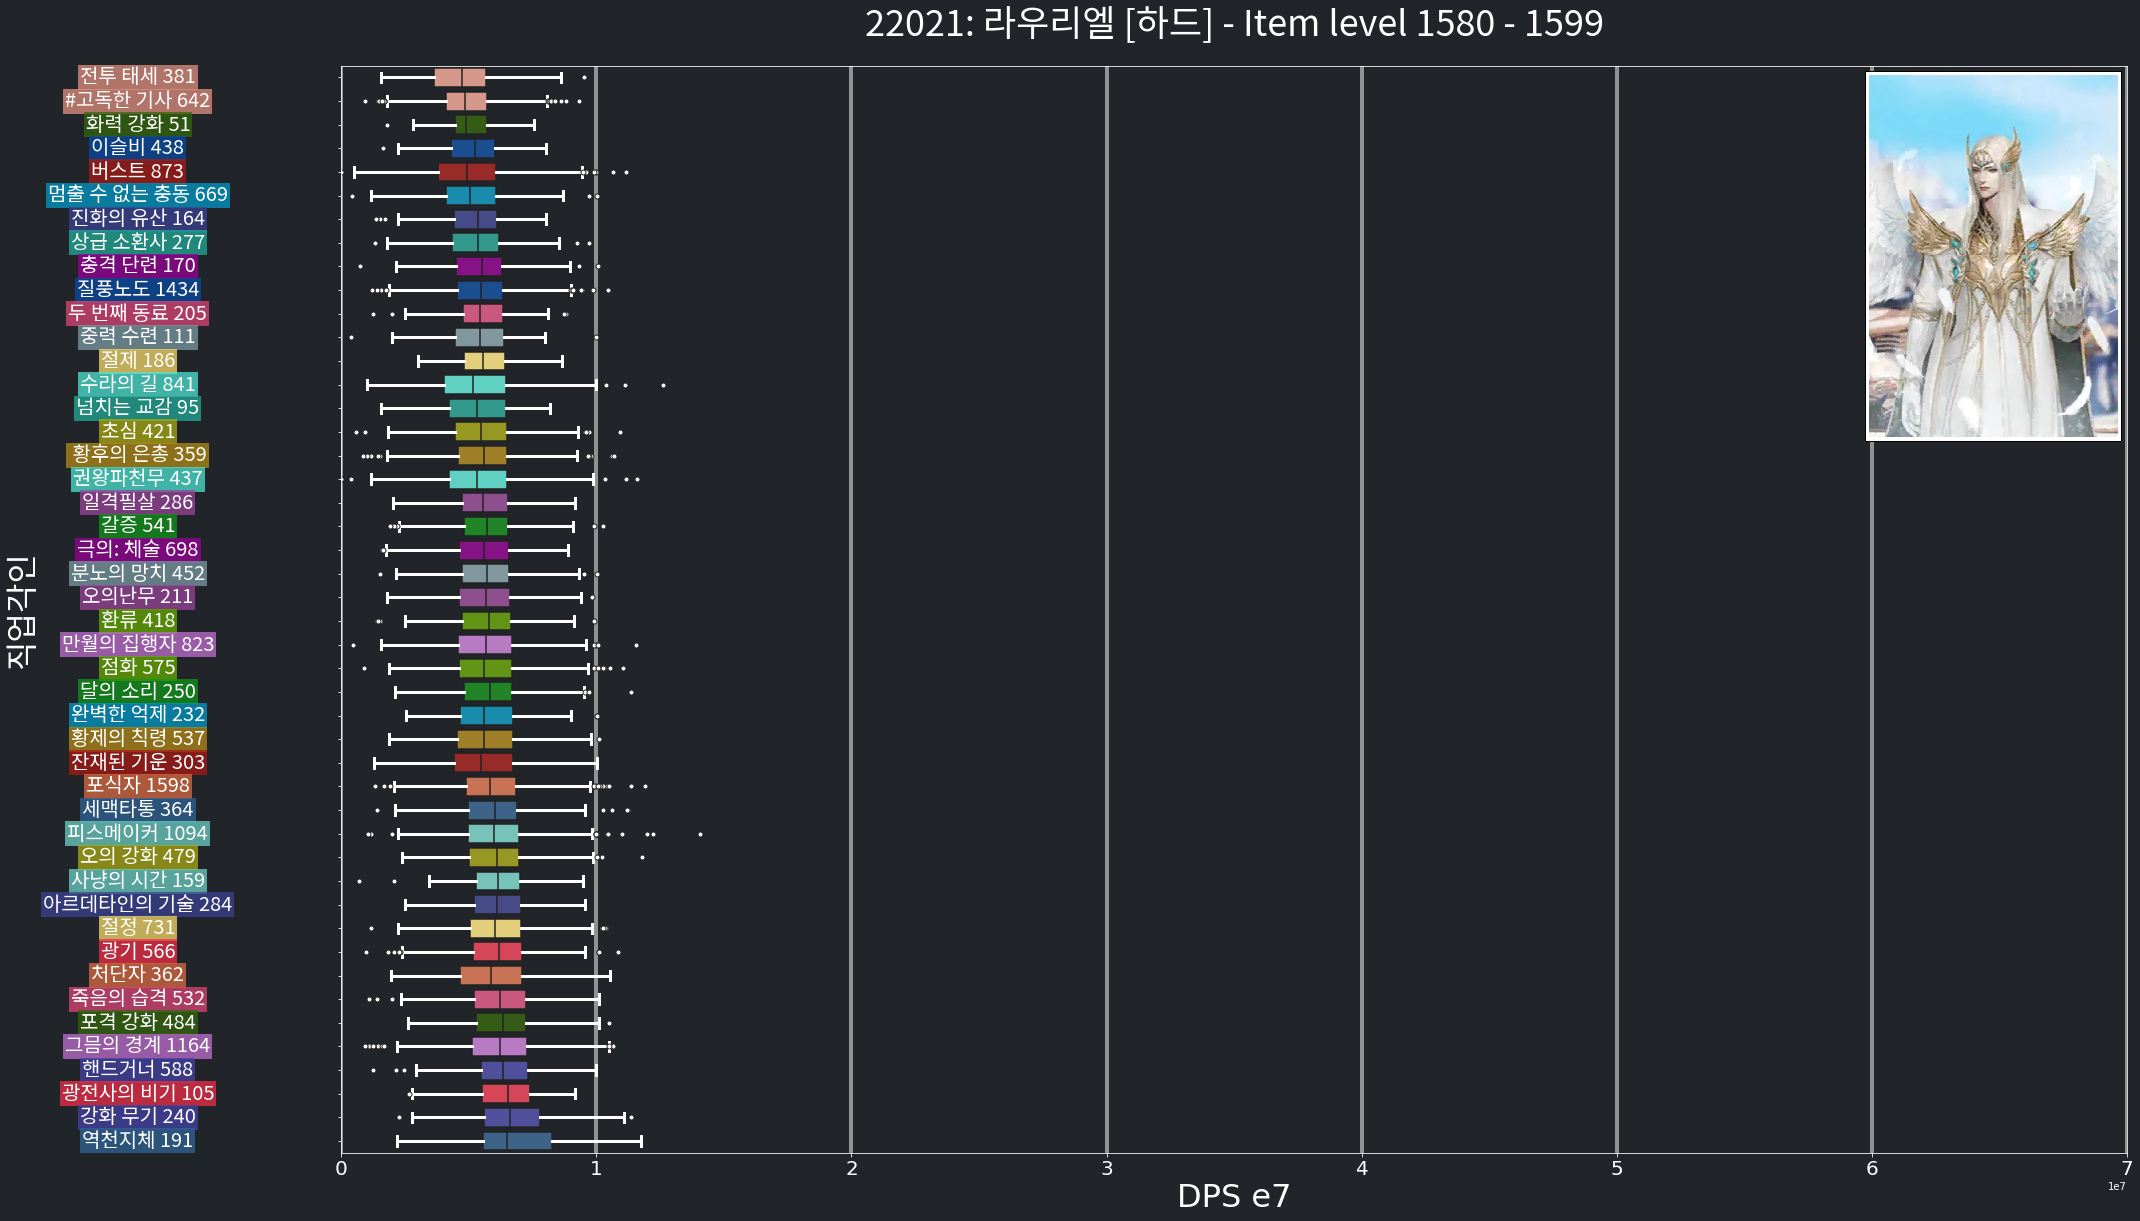 22021: 라우리엘 [하드] - Item level 1580 - 1599
직업각인
전투 태세 381
#고독한 기사 642
화력 강화 51
이슬비 438
버스트 873
멈출 수 없는 충동 669
진화의 유산 164
상급 소환사 277
충격 단련 170
질풍노도 1434
두 번째 동료 205
중력 수련 111
절제 186
수라의 길 841
넘치는 교감 95
초심 421
황후의 은총 359
권왕파천무 437
일격필살 286
갈증 541
극의: 체술 698
분노의 망치 452
오의난무 211
환류 418
만월의 집행자 823
점화 575
달의 소리 250
완벽한 억제 232
황제의 칙령 537
잔재된 기운 303
포식자 1598
세맥타통 364
피스메이커 1094
오의 강화 479
사냥의 시간 159
아르데타인의 기술 284
절정 731
광기 566
처단자 362
죽음의 습격 532
포격 강화 484
그믐의 경계 1164
핸드거너 588
광전사의 비기 105
강화 무기 240
역천지체 191
0 1 2 3 4 5 6 7
DPS e7
1e7